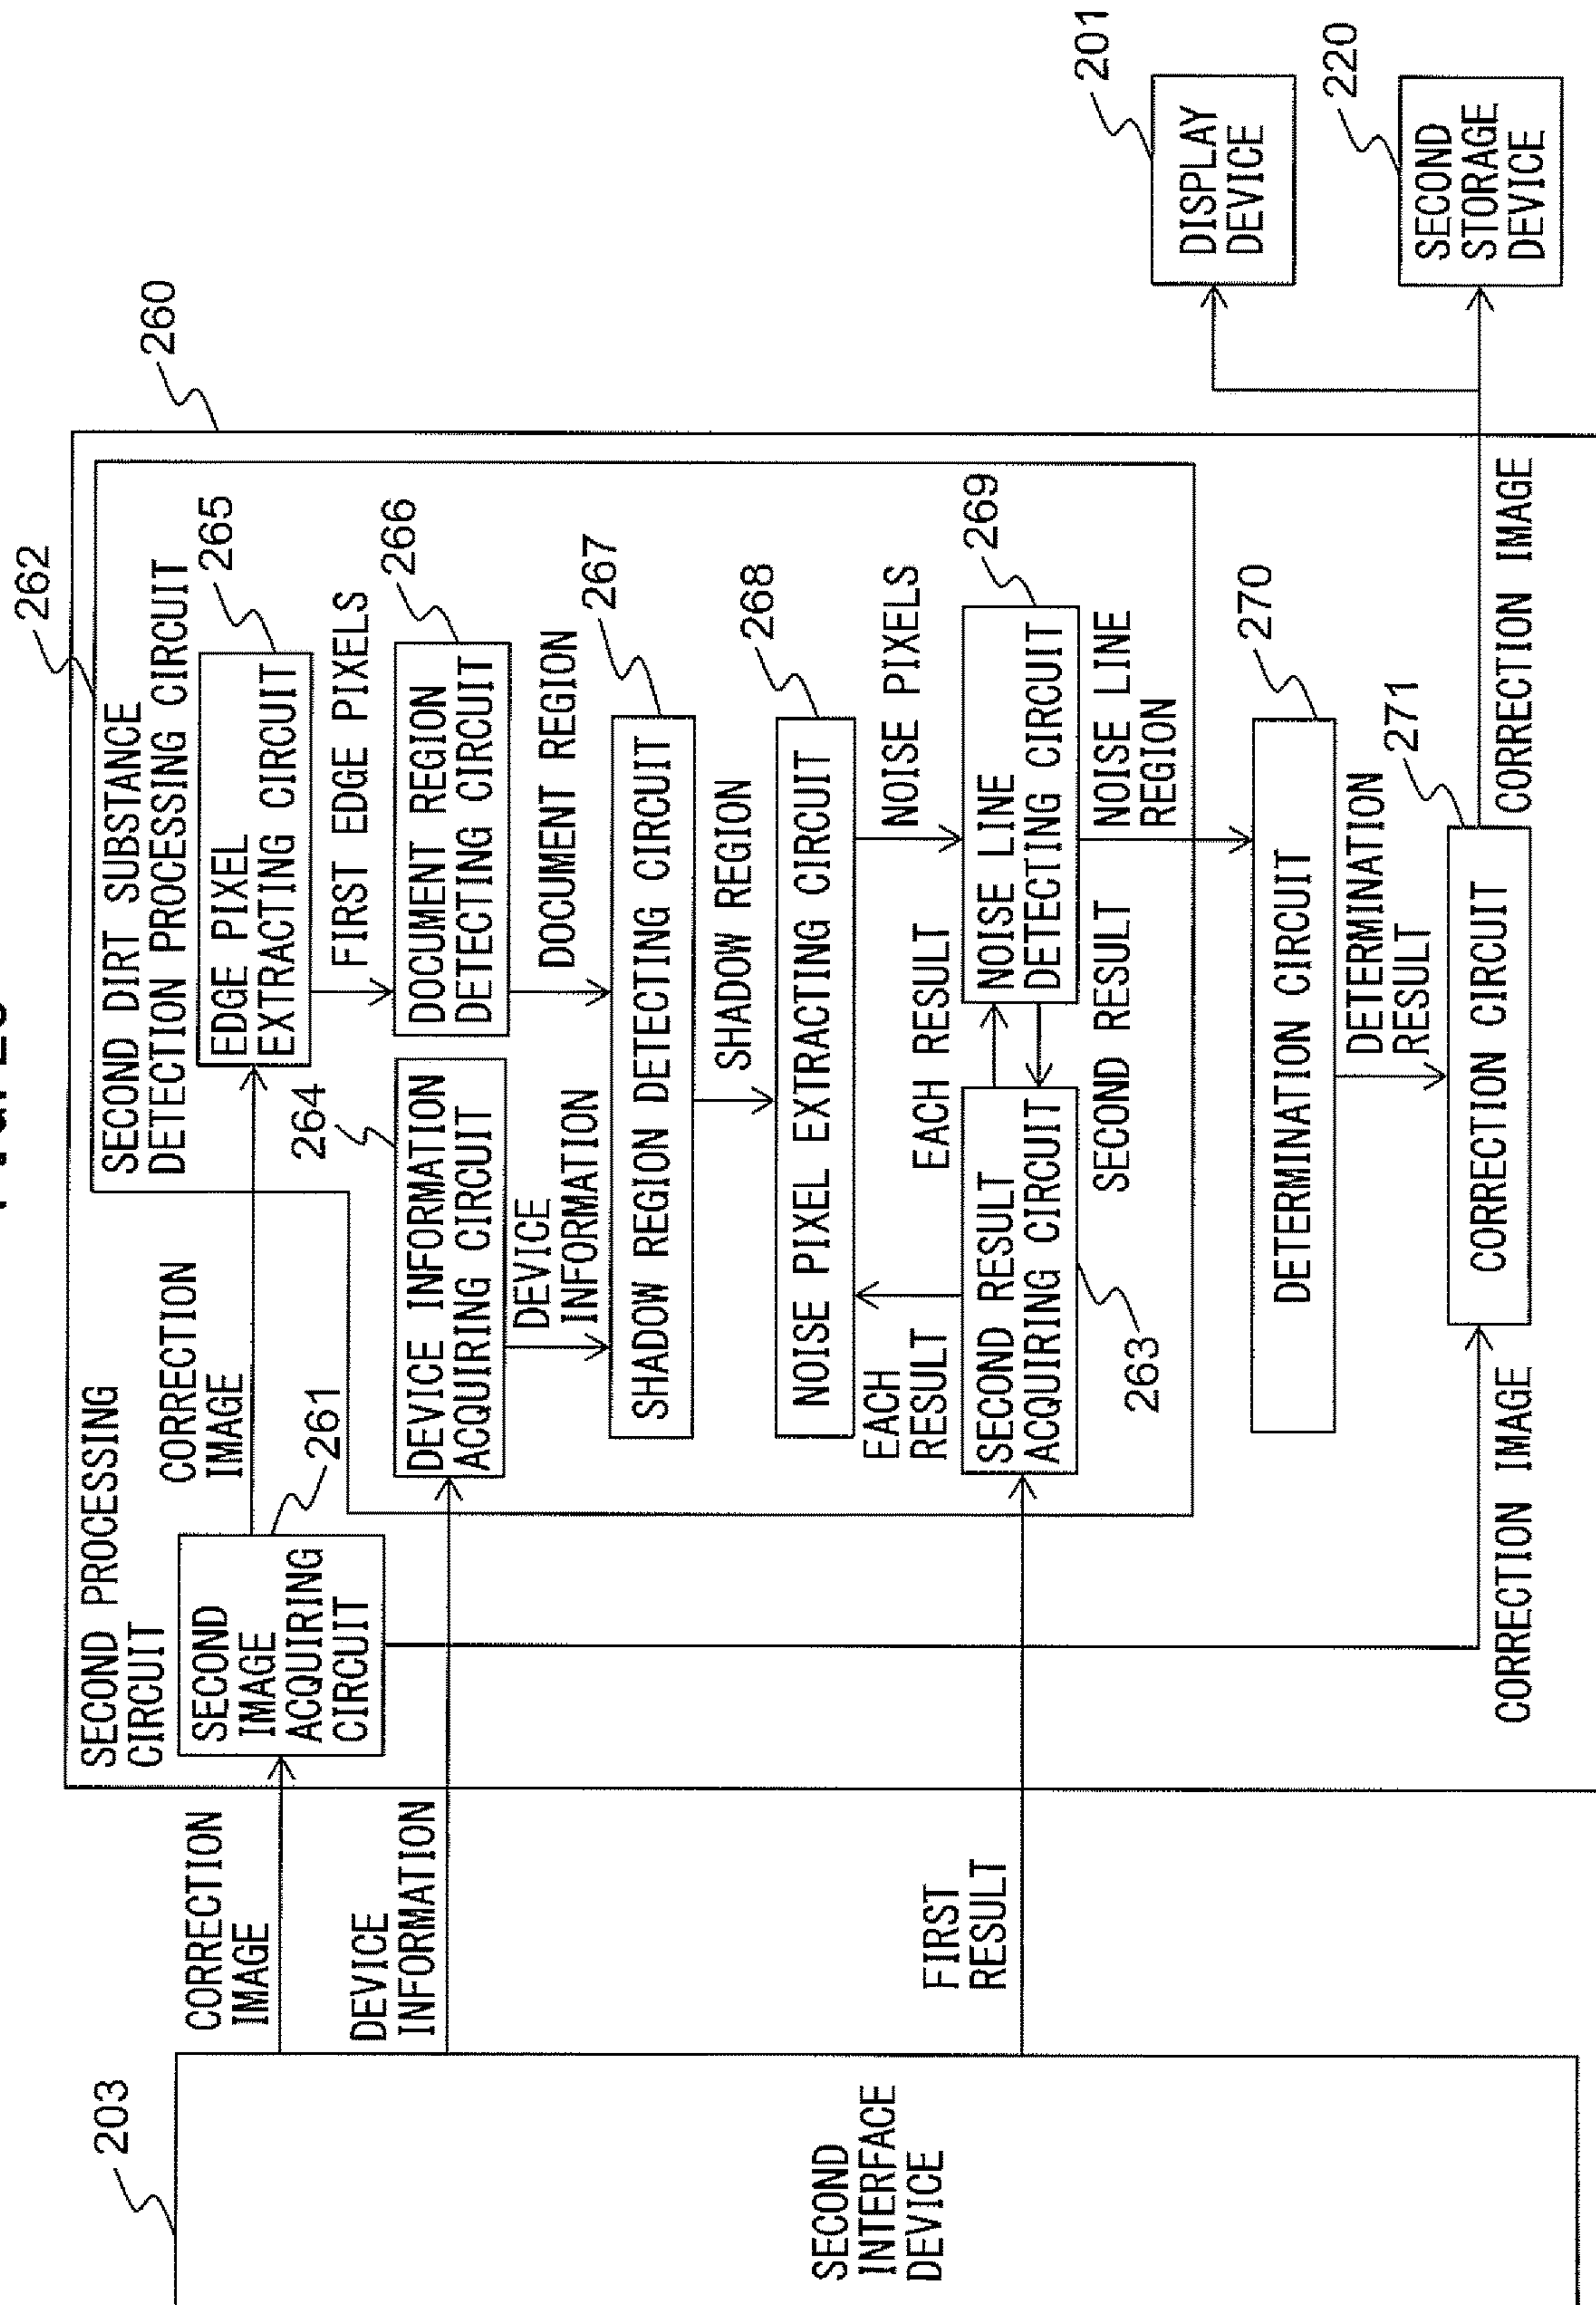 203
SECOND
INTERFACE
DEVICE
CORRECTION
IMAGE
DEVICE
INFORMATION
FIRST
RESULT
260
SECOND PROCESSING
CIRCUIT
SECOND
IMAGE
ACQUIRING
CIRCUIT
261
CORRECTION
IMAGE
262
SECOND DIRT SUBSTANCE
DETECTION PROCESSING CIRCUIT
EDGE PIXEL
EXTRACTING CIRCUIT
265
FIRST EDGE PIXELS
264
DEVICE INFORMATION
ACQUIRING CIRCUIT
DEVICE
INFORMATION
DOCUMENT REGION
DETECTING CIRCUIT
266
DOCUMENT REGION
SHADOW REGION DETECTING CIRCUIT
267
SHADOW REGION
NOISE PIXEL EXTRACTING CIRCUIT
268
EACH
RESULT
NOISE PIXELS
SECOND RESULT
ACQUIRING CIRCUIT
263
EACH RESULT
SECOND RESULT
NOISE LINE
DETECTING CIRCUIT
269
NOISE LINE
REGION
DETERMINATION CIRCUIT
270
DETERMINATION
RESULT
CORRECTION CIRCUIT
271
CORRECTION IMAGE
CORRECTION IMAGE
DISPLAY
DEVICE
201
SECOND
STORAGE
DEVICE
220